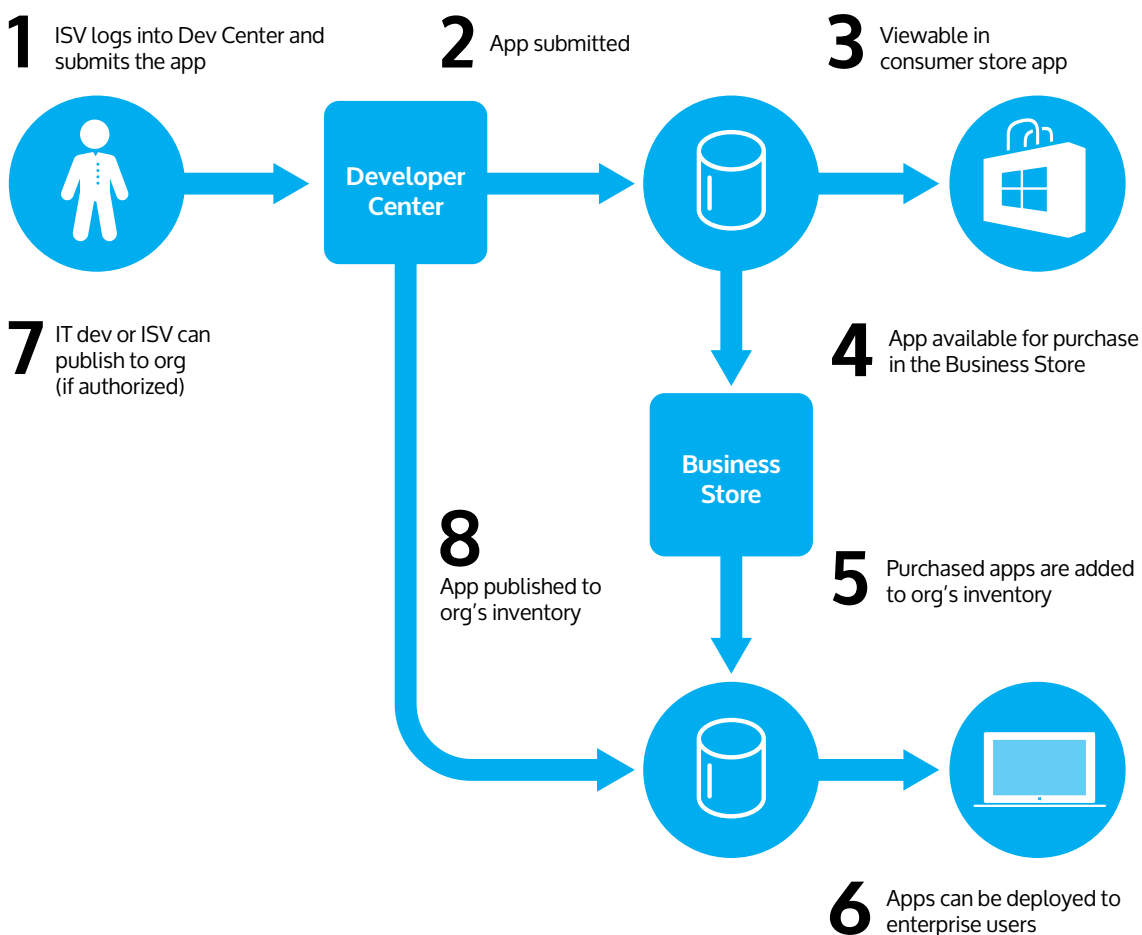 1
ISV logs into Dev Center and
submits the app
2
App submitted
3
Viewable in
consumer store app
Developer
Center
7
IT dev or ISV can
publish to org
(if authorized)
4
App available for purchase
in the Business Store
Business
Store
8
App published to
org’s inventory
5
Purchased apps are added
to org’s inventory
6
Apps can be deployed to
enterprise users